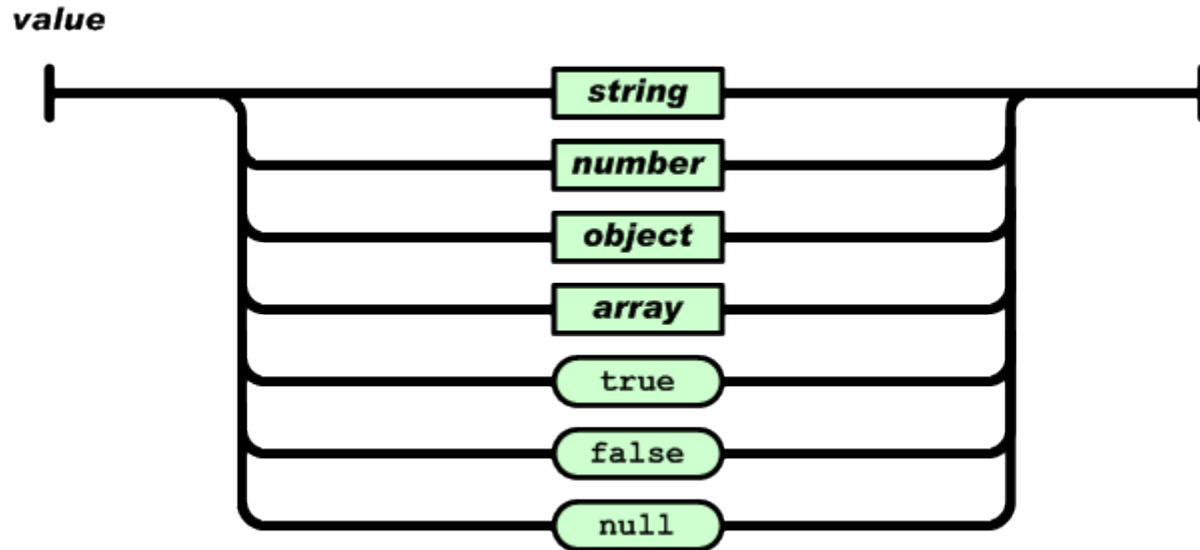 value
string
number
object
array
true
false
null